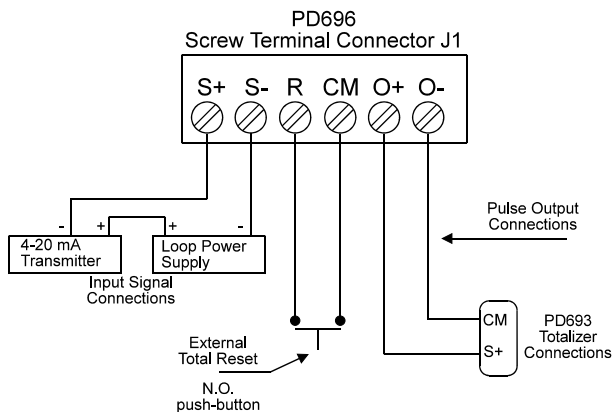 PD696
Screw Terminal Connector J1
S+ S- R CM O+ O-
- + + -
4-20 mA
Transmitter
Loop Power
Supply
Input Signal
Connections
Pulse Output
Connections
External
Total Reset
N.O.
push-button
CM
S+
PD693
Totalizer
Connections